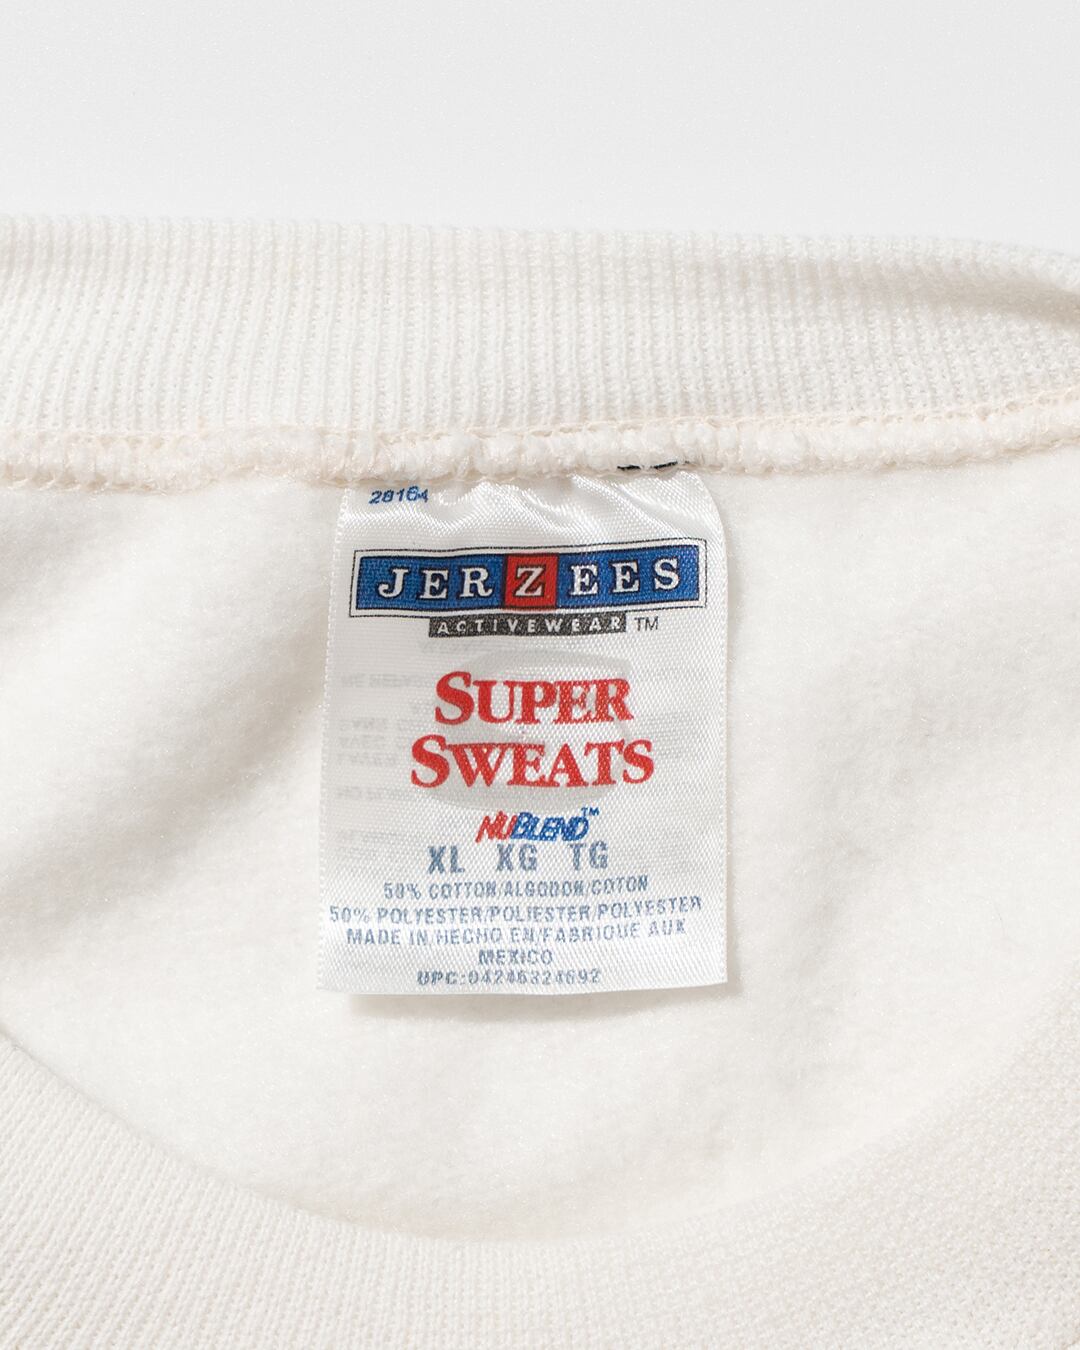 28164
JERZEES
ACTIVEWEAR TM
SUPER
SWEATS
NUBLEND™
XL XG TG
50% COTTON/ALGODON/COTON
50% POLYESTER/POLIESTER/POLYESTER
MADE IN/HECHO EN/FABRIQUE AUX
MEXICO
UPC:04246324692